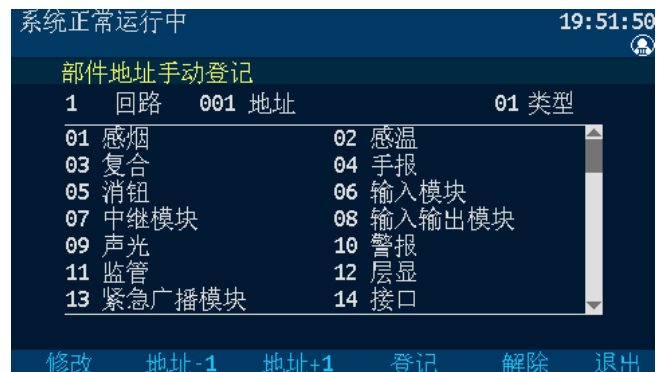 系统正常运行中 19:51:50
部件地址手动登记
1 回路 001 地址 01 类型
01 感烟 02 感温
03 复合 04 手报
05 消钮 06 输入模块
07 中继模块 08 输入输出模块
09 声光 10 警报
11 监管 12 层显
13 紧急广播模块 14 接口
修改 地址-1 地址+1 登记 解除 退出